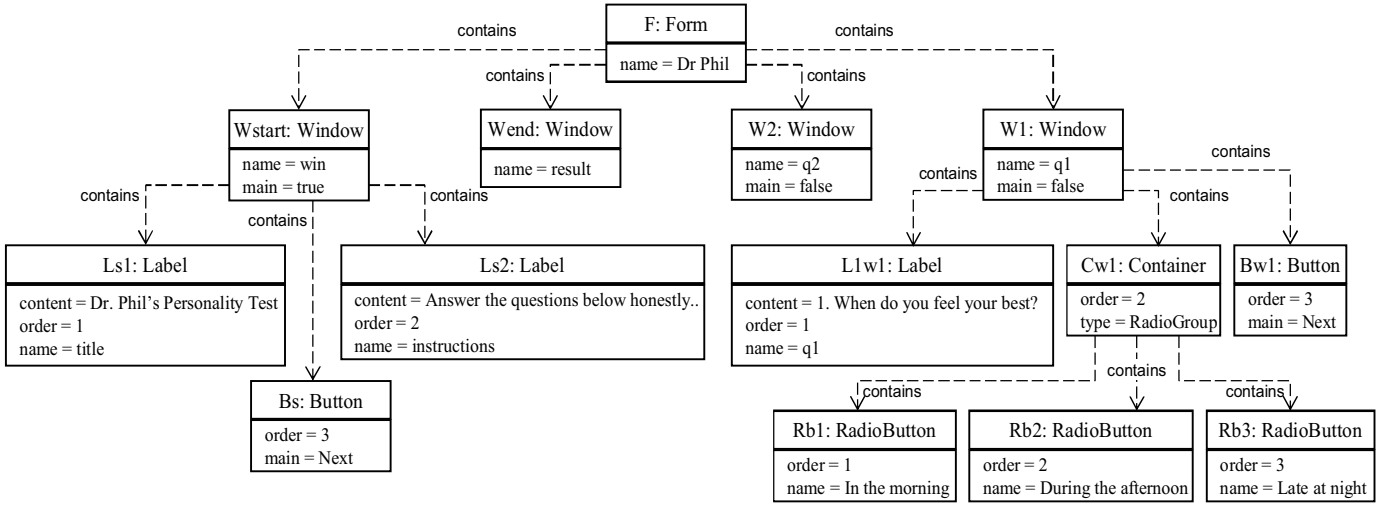 F: Form
name = Dr Phil
contains
contains
contains
contains
Wstart: Window
name = win
main = true
Wend: Window
name = result
W2: Window
name = q2
main = false
W1: Window
name = q1
main = false
contains
contains
contains
contains
contains
contains
Ls1: Label
content = Dr. Phil's Personality Test
order = 1
name = title
Ls2: Label
content = Answer the questions below honestly..
order = 2
name = instructions
L1w1: Label
content = 1. When do you feel your best?
order = 1
name = q1
Cw1: Container
order = 2
type = RadioGroup
Bw1: Button
order = 3
main = Next
Bs: Button
order = 3
main = Next
contains
contains
contains
Rb1: RadioButton
order = 1
name = In the morning
Rb2: RadioButton
order = 2
name = During the afternoon
Rb3: RadioButton
order = 3
name = Late at night